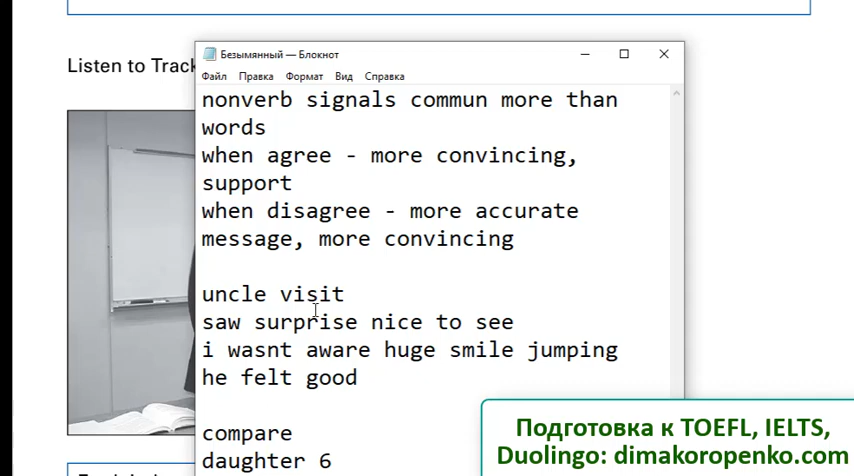 Listen to Track
Безымянный — Блокнот
Файл Правка Формат Вид Справка
nonverb signals commun more than
words
when agree - more convincing,
support
when disagree - more accurate
message, more convincing
uncle visit
saw surprise nice to see
i wasnt aware huge smile jumping
he felt good
compare
daughter 6
Подготовка к TOEFL, IELTS,
Duolingo: dimakoropenko.com